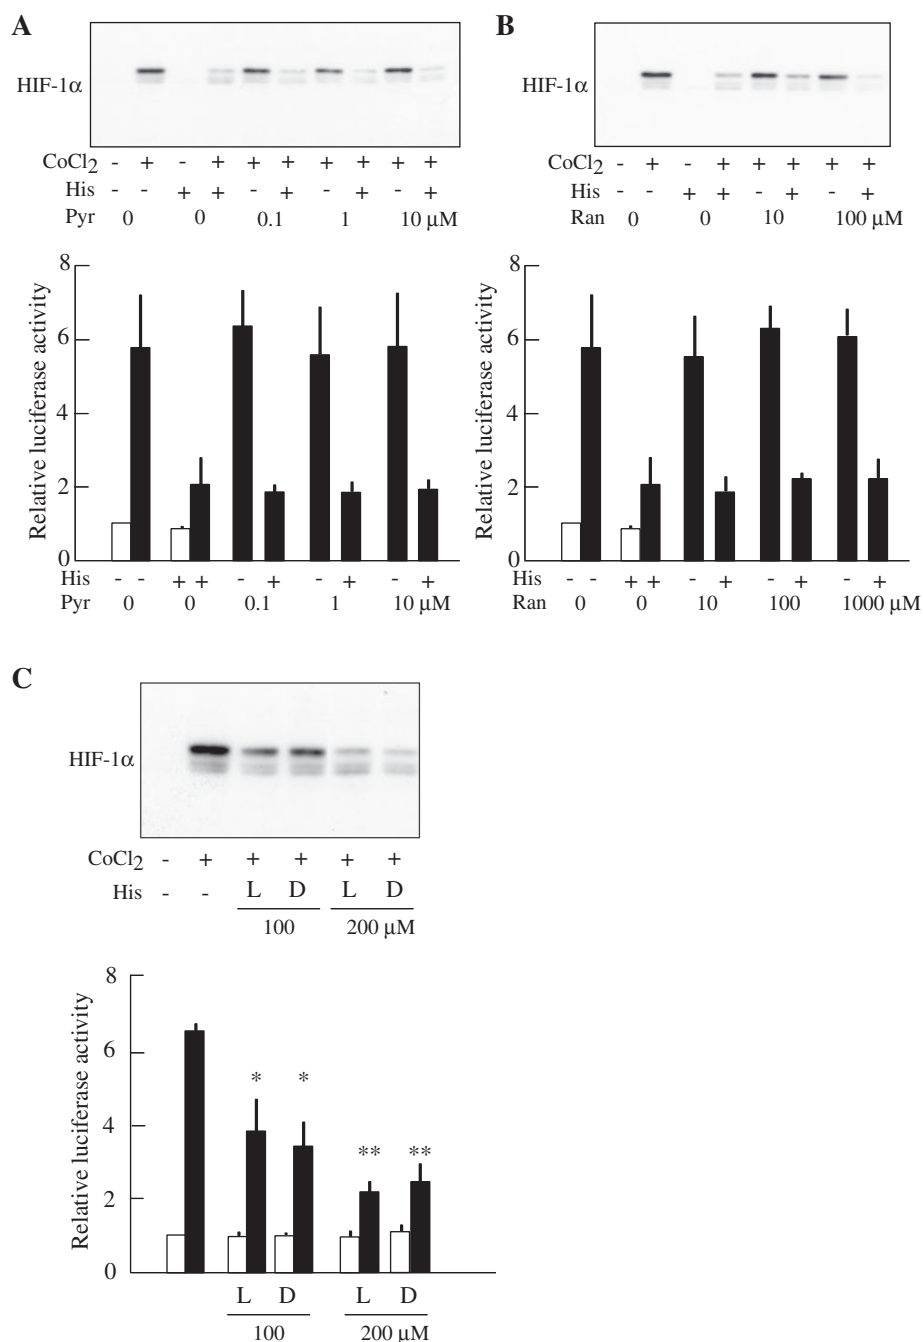 A
HIF-1α
CoCl2 - + - + + + + + +
His - - + + - + - + - +
Pyr 0 0 0.1 1 10 μM
8
6
4
2
0
Relative luciferase activity
His - - + + - + - + - +
Pyr 0 0 0.1 1 10 μM
B
HIF-1α
CoCl2 - + - + + + + +
His - - + + - + - +
Ran 0 0 10 100 μM
8
6
4
2
0
Relative luciferase activity
His - - + + - + - + - +
Ran 0 0 10 100 1000 μM
C
HIF-1α
CoCl2 - + + + + +
His - - L D L D
100 200 μM
8
6
4
2
0
Relative luciferase activity
* * ** **
L D L D
100 200 μM